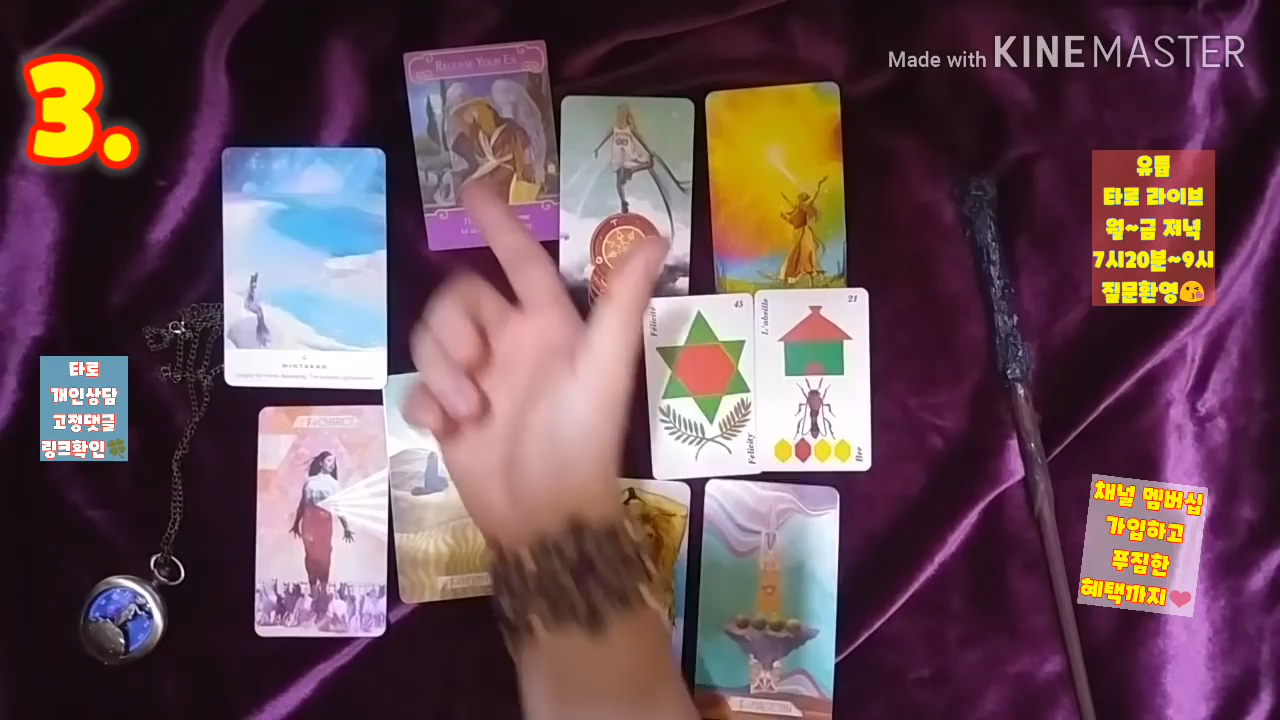 3.
Made with KINEMASTER
RELEASE YOUR EX
유튭
타로 라이브
월~금 저녁
7시20분~9시
질문환영😘
타로
개인상담
고정댓글
링크확인🍀
MINTAKAN
45
Félicité
Felicity
21
L'abeille
Bee
채널 멤버십
가입하고
푸짐한
혜택까지❤